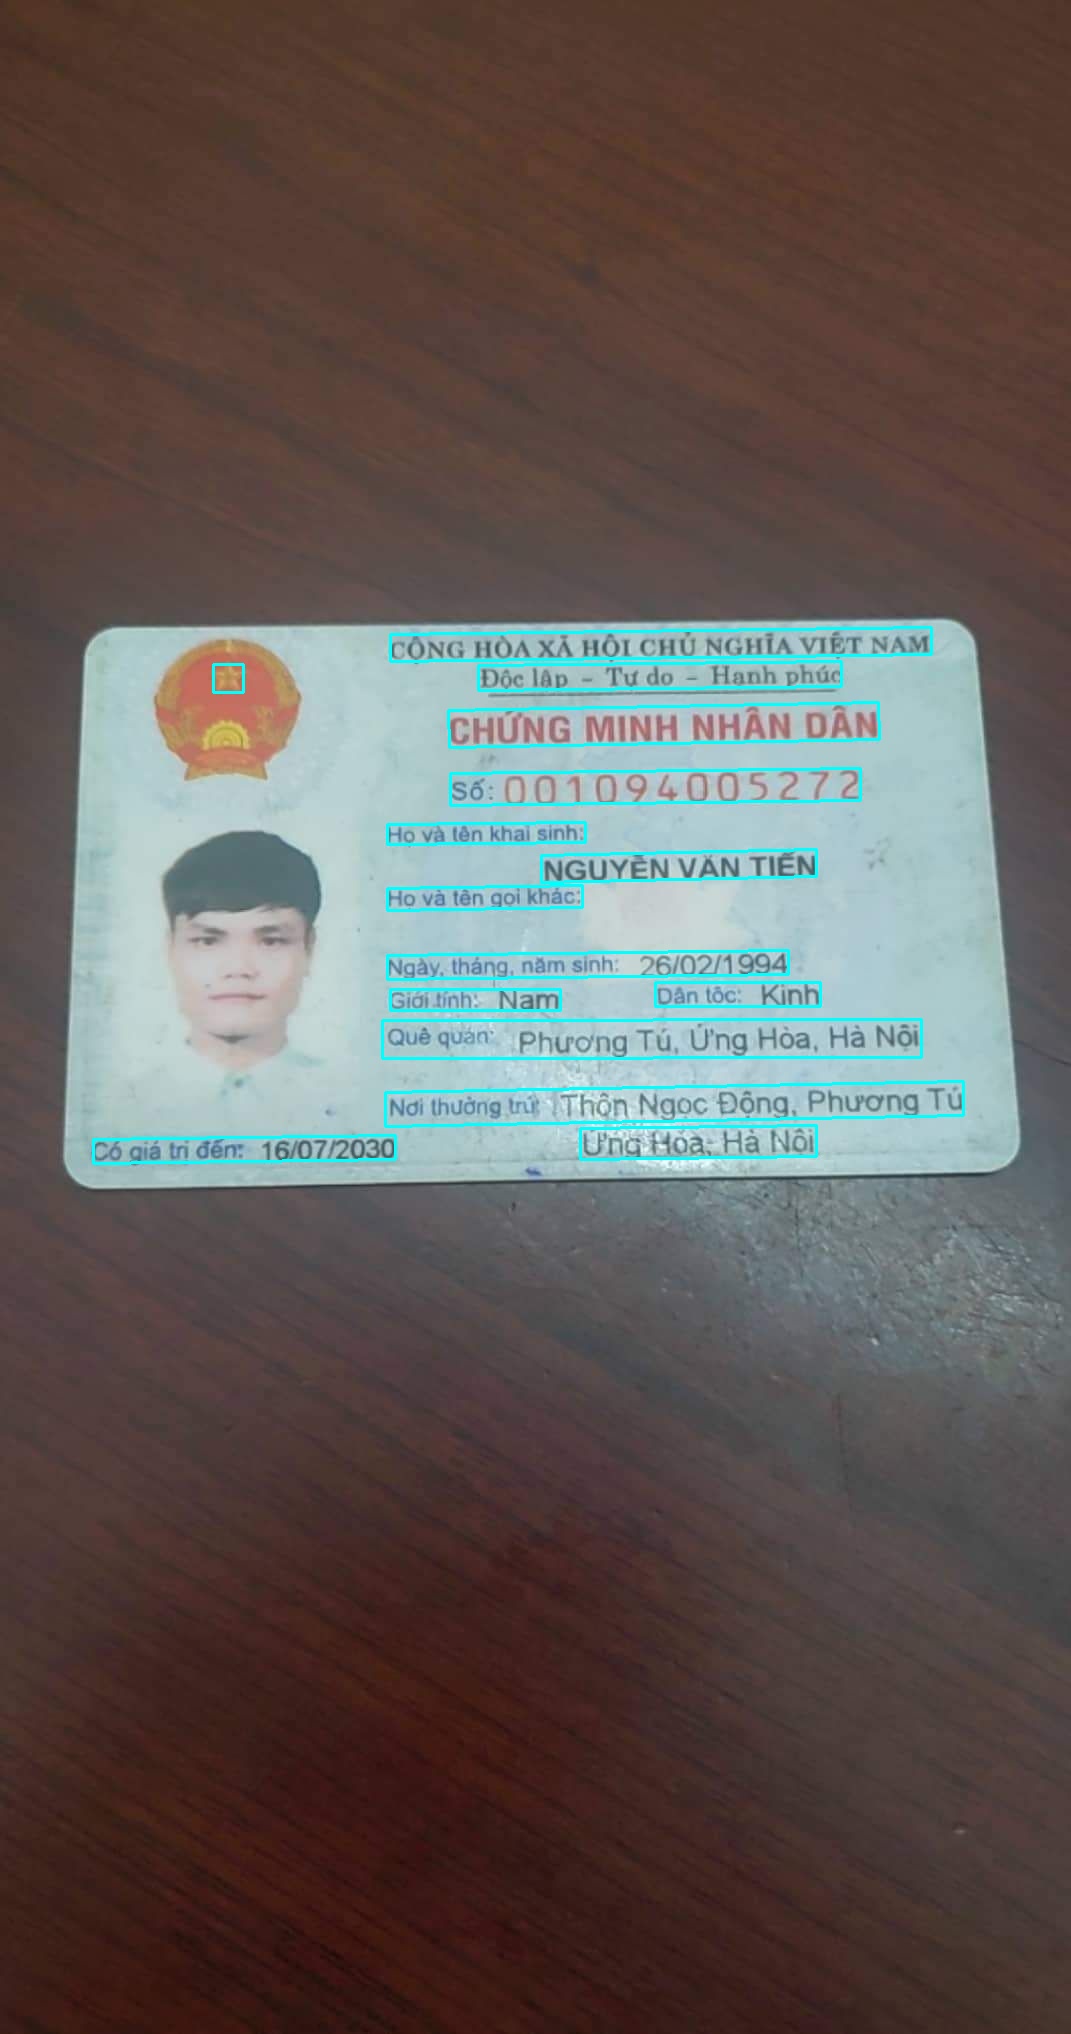 CỘNG HÒA XÃ HỘI CHỦ NGHĨA VIỆT NAM
Độc lập - Tự do - Hạnh phúc
CHỨNG MINH NHÂN DÂN
Số: 001094005272
Họ và tên khai sinh:
NGUYỄN VĂN TIẾN
Họ và tên gọi khác:
Ngày, tháng, năm sinh: 26/02/1994
Giới tính: Nam Dân tộc: Kinh
Quê quán: Phương Tú, Ứng Hòa, Hà Nội
Nơi thường trú: Thôn Ngọc Động, Phương Tú
Ứng Hòa, Hà Nội
Có giá trị đến: 16/07/2030